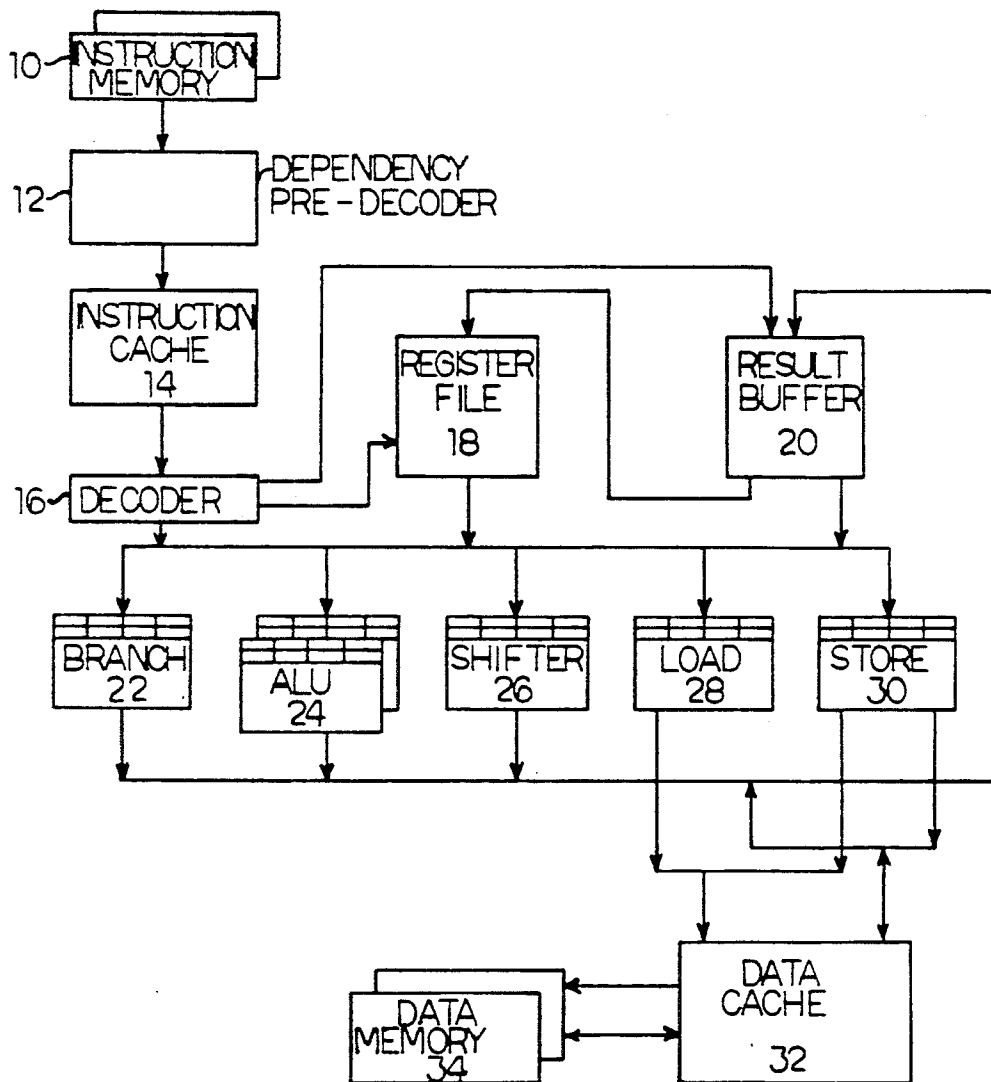 10
INSTRUCTION
MEMORY
12
DEPENDENCY
PRE-DECODER
INSTRUCTION
CACHE
14
REGISTER
FILE
18
RESULT
BUFFER
20
16
DECODER
BRANCH
22
ALU
24
SHIFTER
26
LOAD
28
STORE
30
DATA
MEMORY
34
DATA
CACHE
32